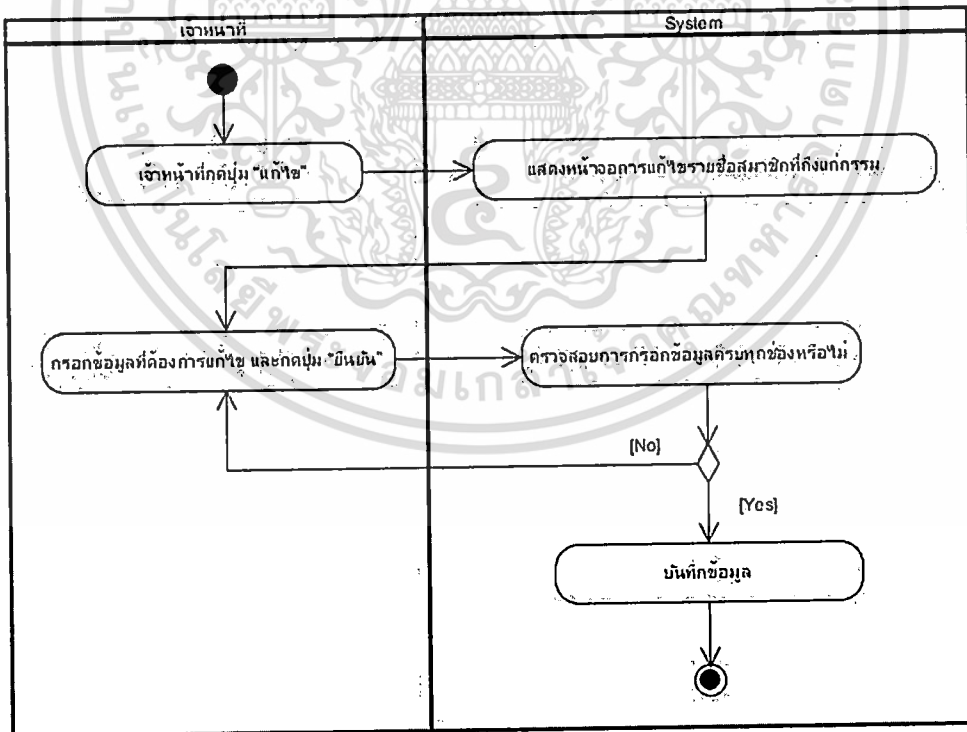 เจ้าหน้าที่
System
เจ้าหน้าที่กดปุ่ม "แก้ไข"
แสดงหน้าจอการแก้ไขรายชื่อสมาชิกที่ถึงแก่กรรม
กรอกข้อมูลที่ต้องการแก้ไข และกดปุ่ม "ยืนยัน"
ตรวจสอบการกรอกข้อมูลครบทุกช่องหรือไม่
[No]
[Yes]
บันทึกข้อมูล